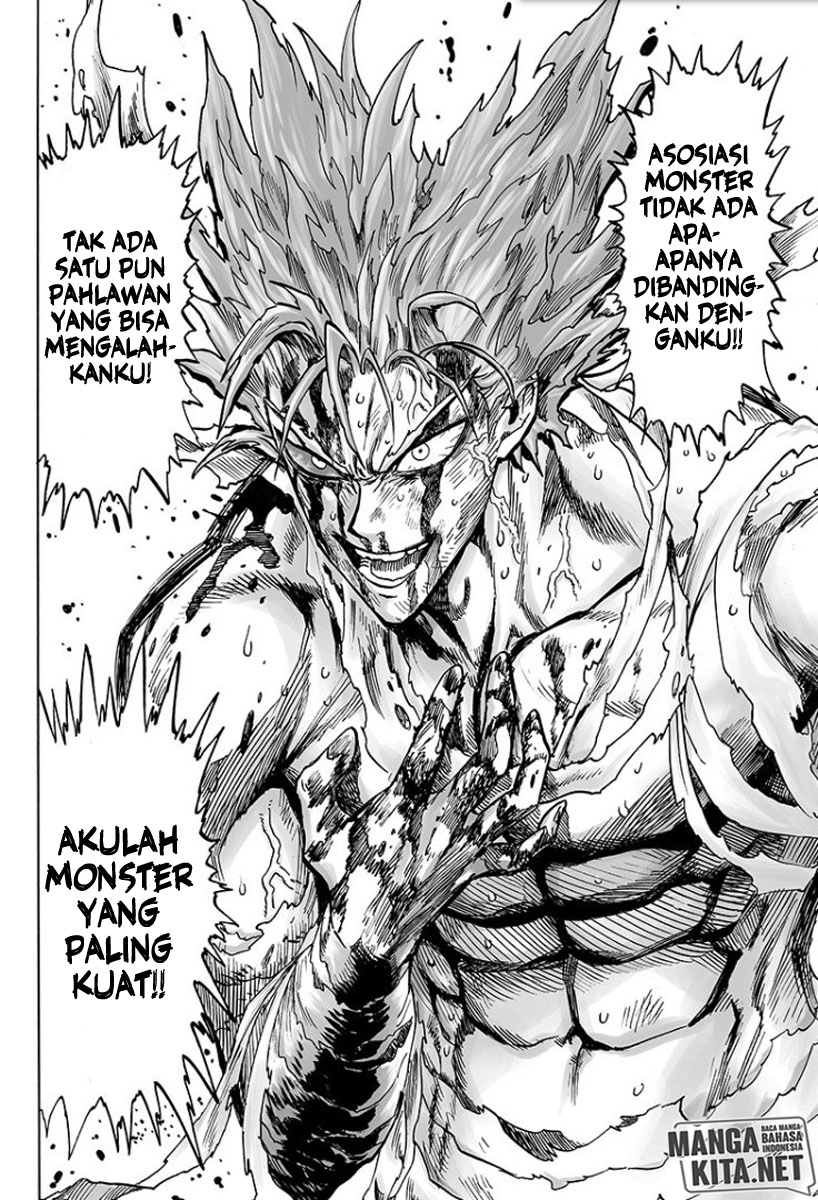 ASOSIASI
MONSTER
TIDAK ADA
APA-
APANYA
DIBANDING-
KAN DEN-
GANKU!!
TAK ADA
SATU PUN
PAHLAWAN
YANG BISA
MENGALAH-
KANKU!
AKULAH
MONSTER
YANG
PALING
KUAT!!
MANGA
BACA MANGA-
BAHASA
INDONESIA
KITA.NET